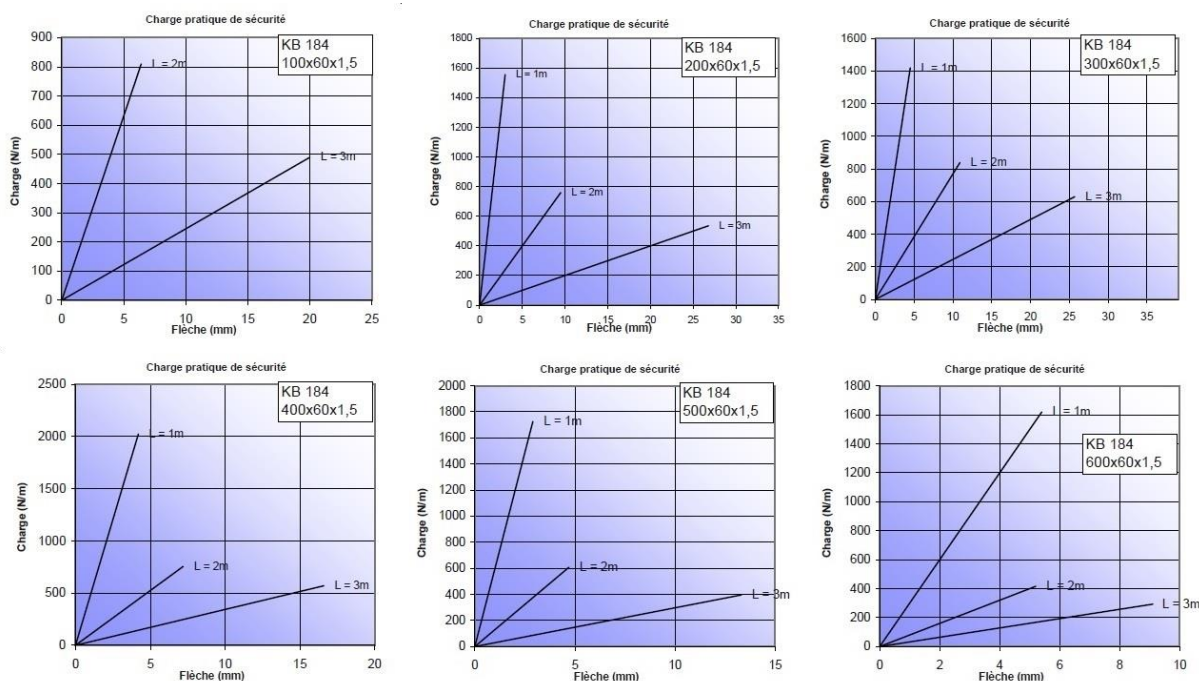 Charge pratique de sécurité
KB 184
100x60x1,5
Charge (N/m)
900
800
700
600
500
400
300
200
100
0
L = 2m
L = 3m
0 5 10 15 20 25
Flèche (mm)
Charge pratique de sécurité
KB 184
200x60x1,5
Charge (N/m)
1800
1600
1400
1200
1000
800
600
400
200
0
L = 1m
L = 2m
L = 3m
0 5 10 15 20 25 30 35
Flèche (mm)
Charge pratique de sécurité
KB 184
300x60x1,5
Charge (N/m)
1600
1400
1200
1000
800
600
400
200
0
L = 1m
L = 2m
L = 3m
0 5 10 15 20 25 30 35
Flèche (mm)
Charge pratique de sécurité
KB 184
400x60x1,5
Charge (N/m)
2500
2000
1500
1000
500
0
L = 1m
L = 2m
L = 3m
0 5 10 15 20
Flèche (mm)
Charge pratique de sécurité
KB 184
500x60x1,5
Charge (N/m)
2000
1800
1600
1400
1200
1000
800
600
400
200
0
L = 1m
L = 2m
L = 3m
0 5 10 15
Flèche (mm)
Charge pratique de sécurité
KB 184
600x60x1,5
Charge (N/m)
1800
1600
1400
1200
1000
800
600
400
200
0
L = 1m
L = 2m
L = 3m
0 2 4 6 8 10
Flèche (mm)